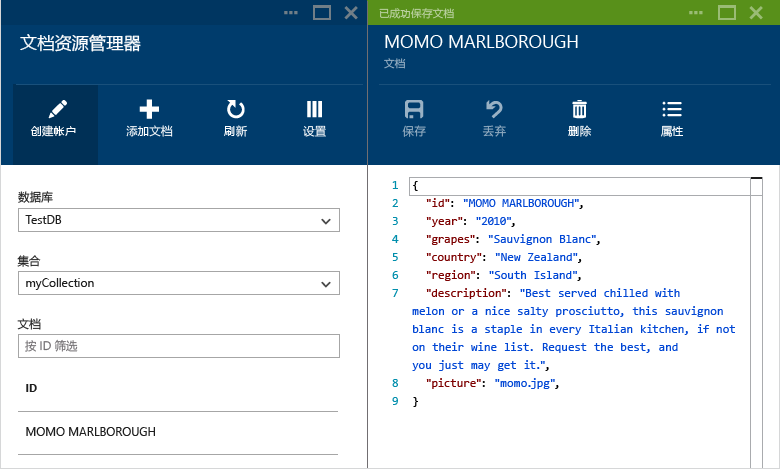 文档资源管理器
创建帐户
添加文档
刷新
设置
数据库
TestDB
集合
myCollection
文档
按 ID 筛选
ID
MOMO MARLBOROUGH
已成功保存文档
MOMO MARLBOROUGH
文档
保存
丢弃
删除
属性
1 {
2 "id": "MOMO MARLBOROUGH",
3 "year": "2010",
4 "grapes": "Sauvignon Blanc",
5 "country": "New Zealand",
6 "region": "South Island",
7 "description": "Best served chilled with
melon or a nice salty prosciutto, this sauvignon
blanc is a staple in every Italian kitchen, if not
on their wine list. Request the best, and
you just may get it.",
8 "picture": "momo.jpg",
9 }